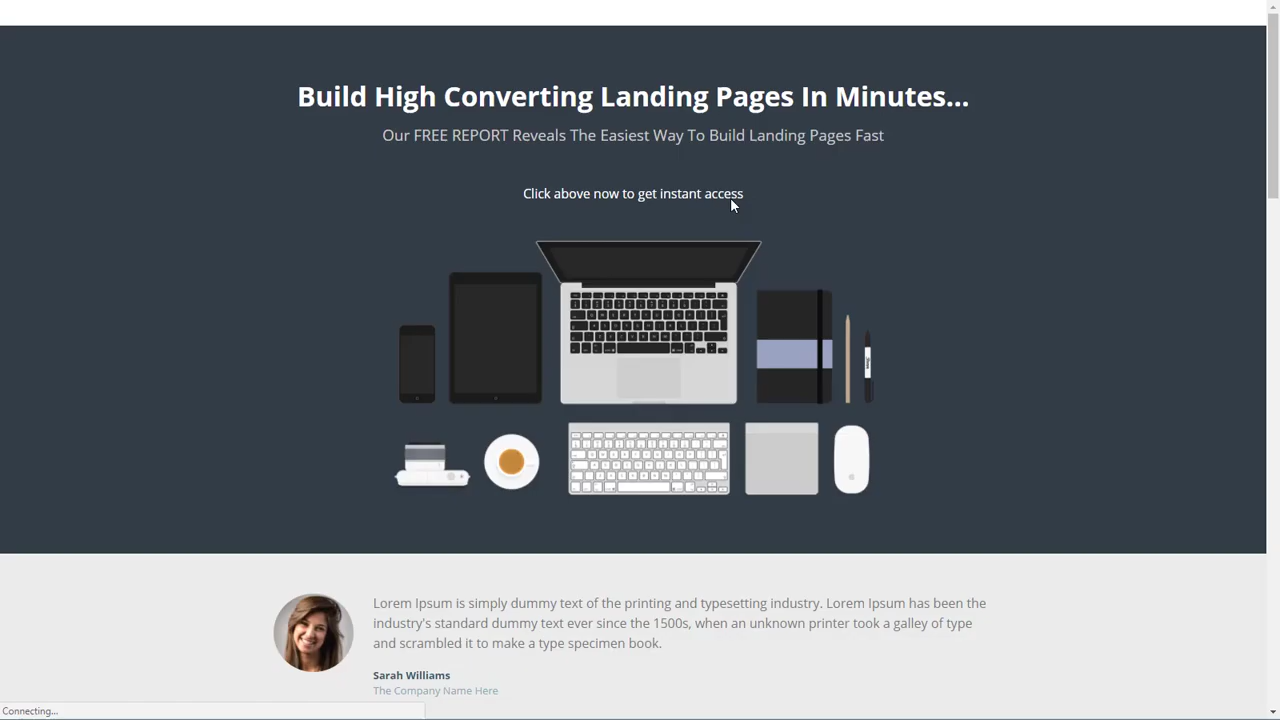 Build High Converting Landing Pages In Minutes...
Our FREE REPORT Reveals The Easiest Way To Build Landing Pages Fast
Click above now to get instant access
Lorem Ipsum is simply dummy text of the printing and typesetting industry. Lorem Ipsum has been the
industry's standard dummy text ever since the 1500s, when an unknown printer took a galley of type
and scrambled it to make a type specimen book.
Sarah Williams
The Company Name Here
Connecting...